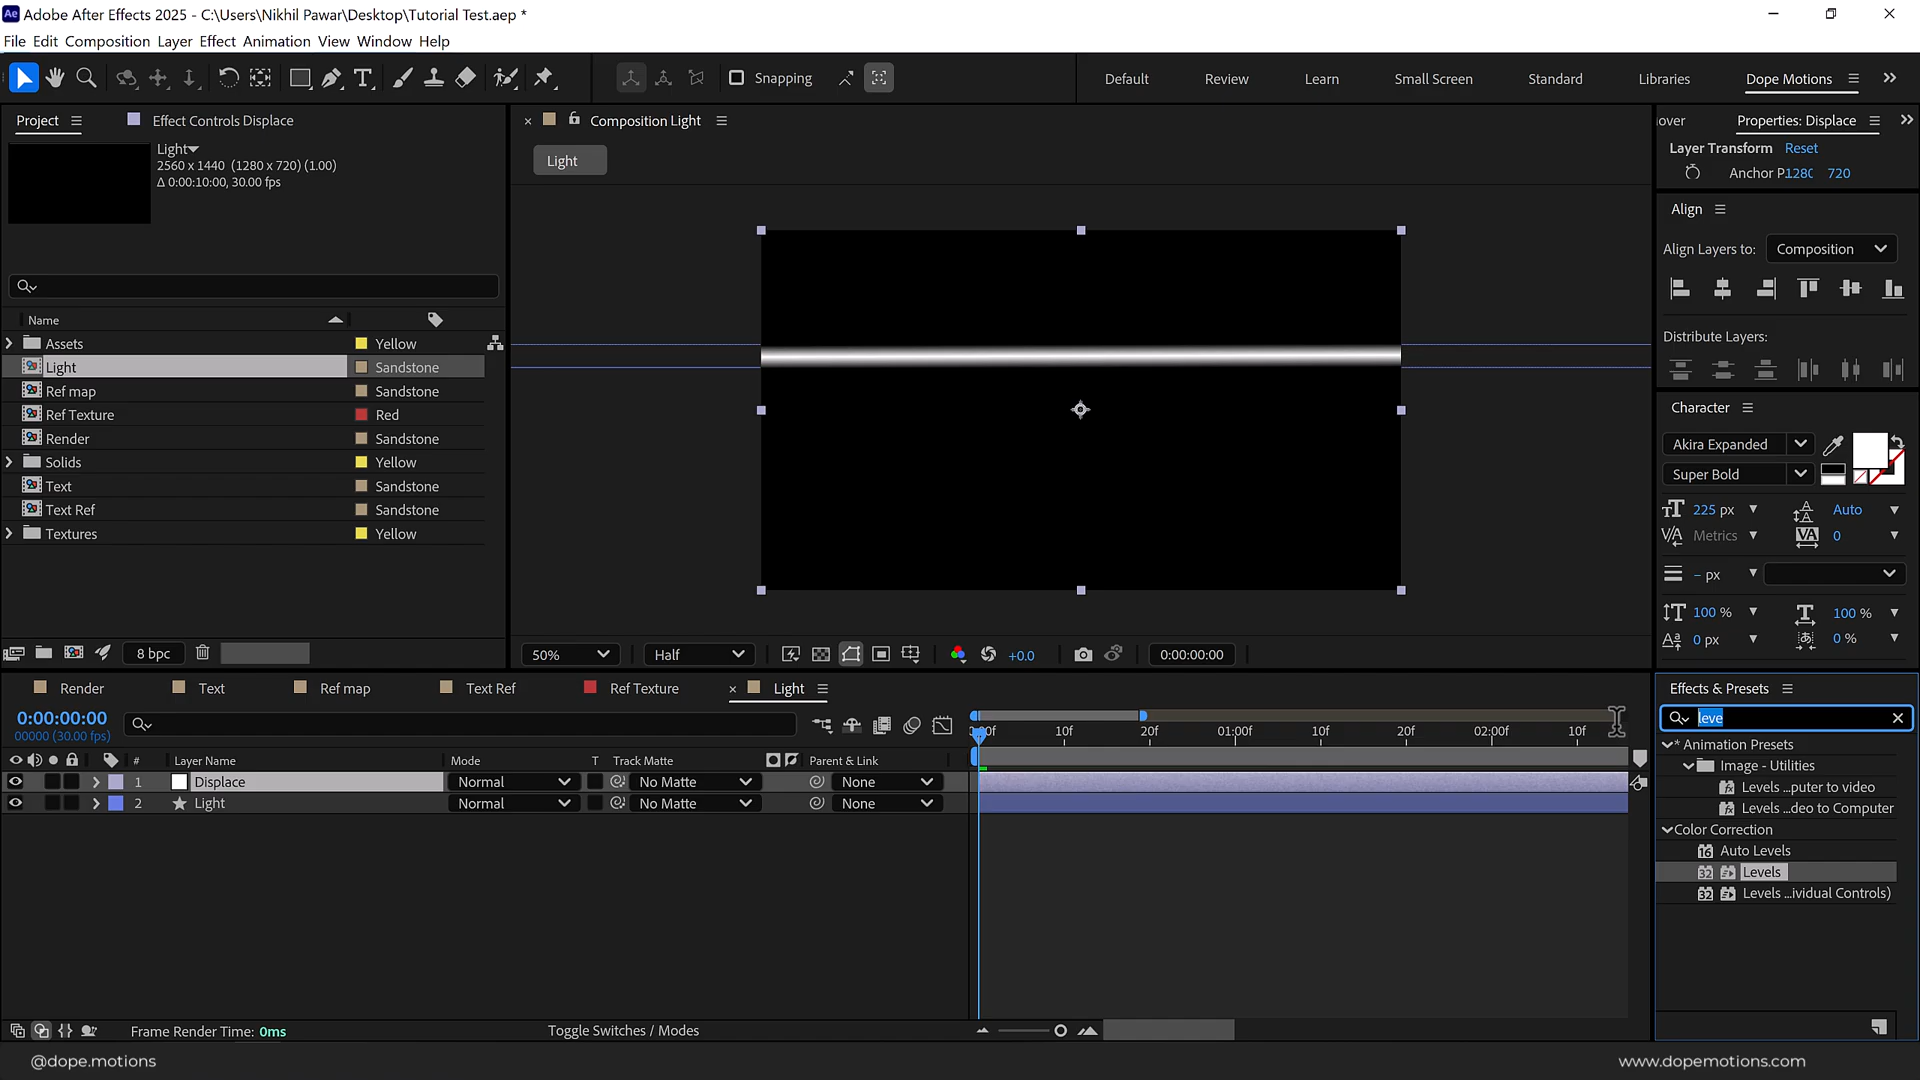 Adobe After Effects 2025 - C:\Users\Nikhil Pawar\Desktop\Tutorial Test.aep *
File Edit Composition Layer Effect Animation View Window Help
Snapping
Default Review Learn Small Screen Standard Libraries Dope Motions
Project
Effect Controls Displace
Light
2560 x 1440 (1280 x 720) (1.00)
Δ 0:00:10:00, 30.00 fps
Name
Assets Yellow
Light Sandstone
Ref map Sandstone
Ref Texture Red
Render Sandstone
Solids Yellow
Text Sandstone
Text Ref Sandstone
Textures Yellow
8 bpc
Composition Light
Light
50% Half +0.0 0:00:00:00
over Properties: Displace
Layer Transform Reset
Anchor P 1280 720
Align
Align Layers to: Composition
Distribute Layers:
Character
Akira Expanded
Super Bold
225 px Auto
Metrics 0
– px
100 % 100 %
0 px 0 %
Render Text Ref map Text Ref Ref Texture Light
0:00:00:00
00000 (30.00 fps)
# Layer Name Mode T Track Matte Parent & Link
1 Displace Normal No Matte None
2 Light Normal No Matte None
:00f 10f 20f 01:00f 10f 20f 02:00f 10f
Frame Render Time: 0ms
Toggle Switches / Modes
Effects & Presets
leve
* Animation Presets
Image - Utilities
Levels ...puter to video
Levels ...deo to Computer
Color Correction
16 Auto Levels
32 Levels
32 Levels ...ividual Controls)
@dope.motions
www.dopemotions.com